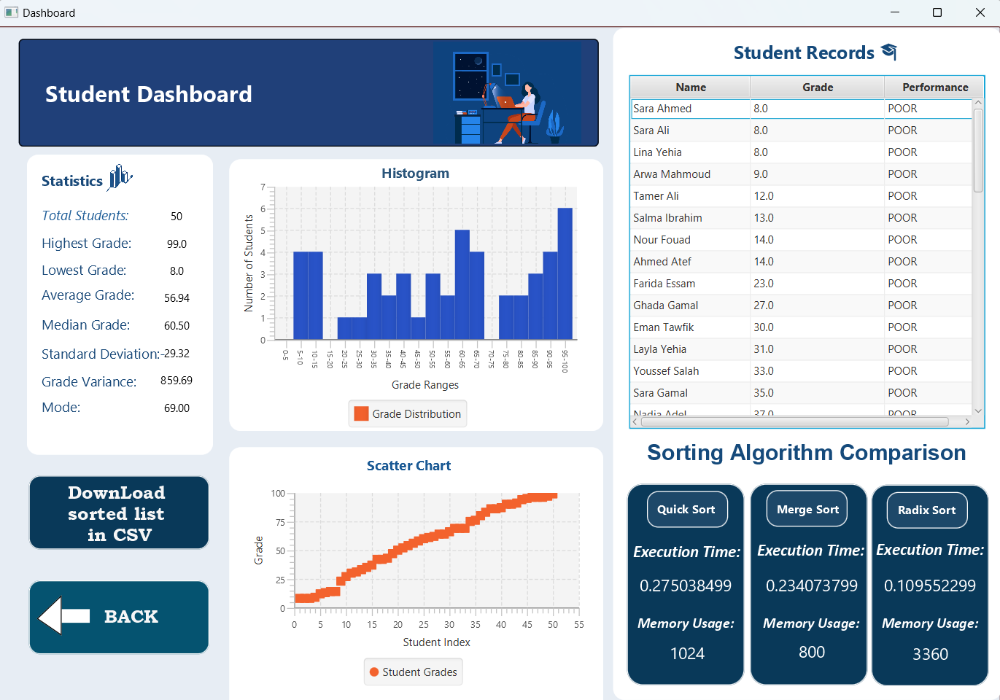 Dashboard
Student Dashboard
Statistics
Total Students: 50
Highest Grade: 99.0
Lowest Grade: 8.0
Average Grade: 56.94
Median Grade: 60.50
Standard Deviation: 29.32
Grade Variance: 859.69
Mode: 69.00
DownLoad
sorted list
in CSV
BACK
Histogram
Number of Students
7
6
5
4
3
2
1
0
0-5 5-10 10-15 15-20 20-25 25-30 30-35 35-40 40-45 45-50 50-55 55-60 60-65 65-70 70-75 75-80 80-85 85-90 90-95 95-100
Grade Ranges
Grade Distribution
Scatter Chart
Grade
100
75
50
25
0
0 5 10 15 20 25 30 35 40 45 50 55
Student Index
Student Grades
Student Records
Name Grade Performance
Sara Ahmed 8.0 POOR
Sara Ali 8.0 POOR
Lina Yehia 8.0 POOR
Arwa Mahmoud 9.0 POOR
Tamer Ali 12.0 POOR
Salma Ibrahim 13.0 POOR
Nour Fouad 14.0 POOR
Ahmed Atef 14.0 POOR
Farida Essam 23.0 POOR
Ghada Gamal 27.0 POOR
Eman Tawfik 30.0 POOR
Layla Yehia 31.0 POOR
Youssef Salah 33.0 POOR
Sara Gamal 35.0 POOR
Nadia Adel 37.0 POOR
Sorting Algorithm Comparison
Quick Sort
Execution Time:
0.275038499
Memory Usage:
1024
Merge Sort
Execution Time:
0.234073799
Memory Usage:
800
Radix Sort
Execution Time:
0.109552299
Memory Usage:
3360